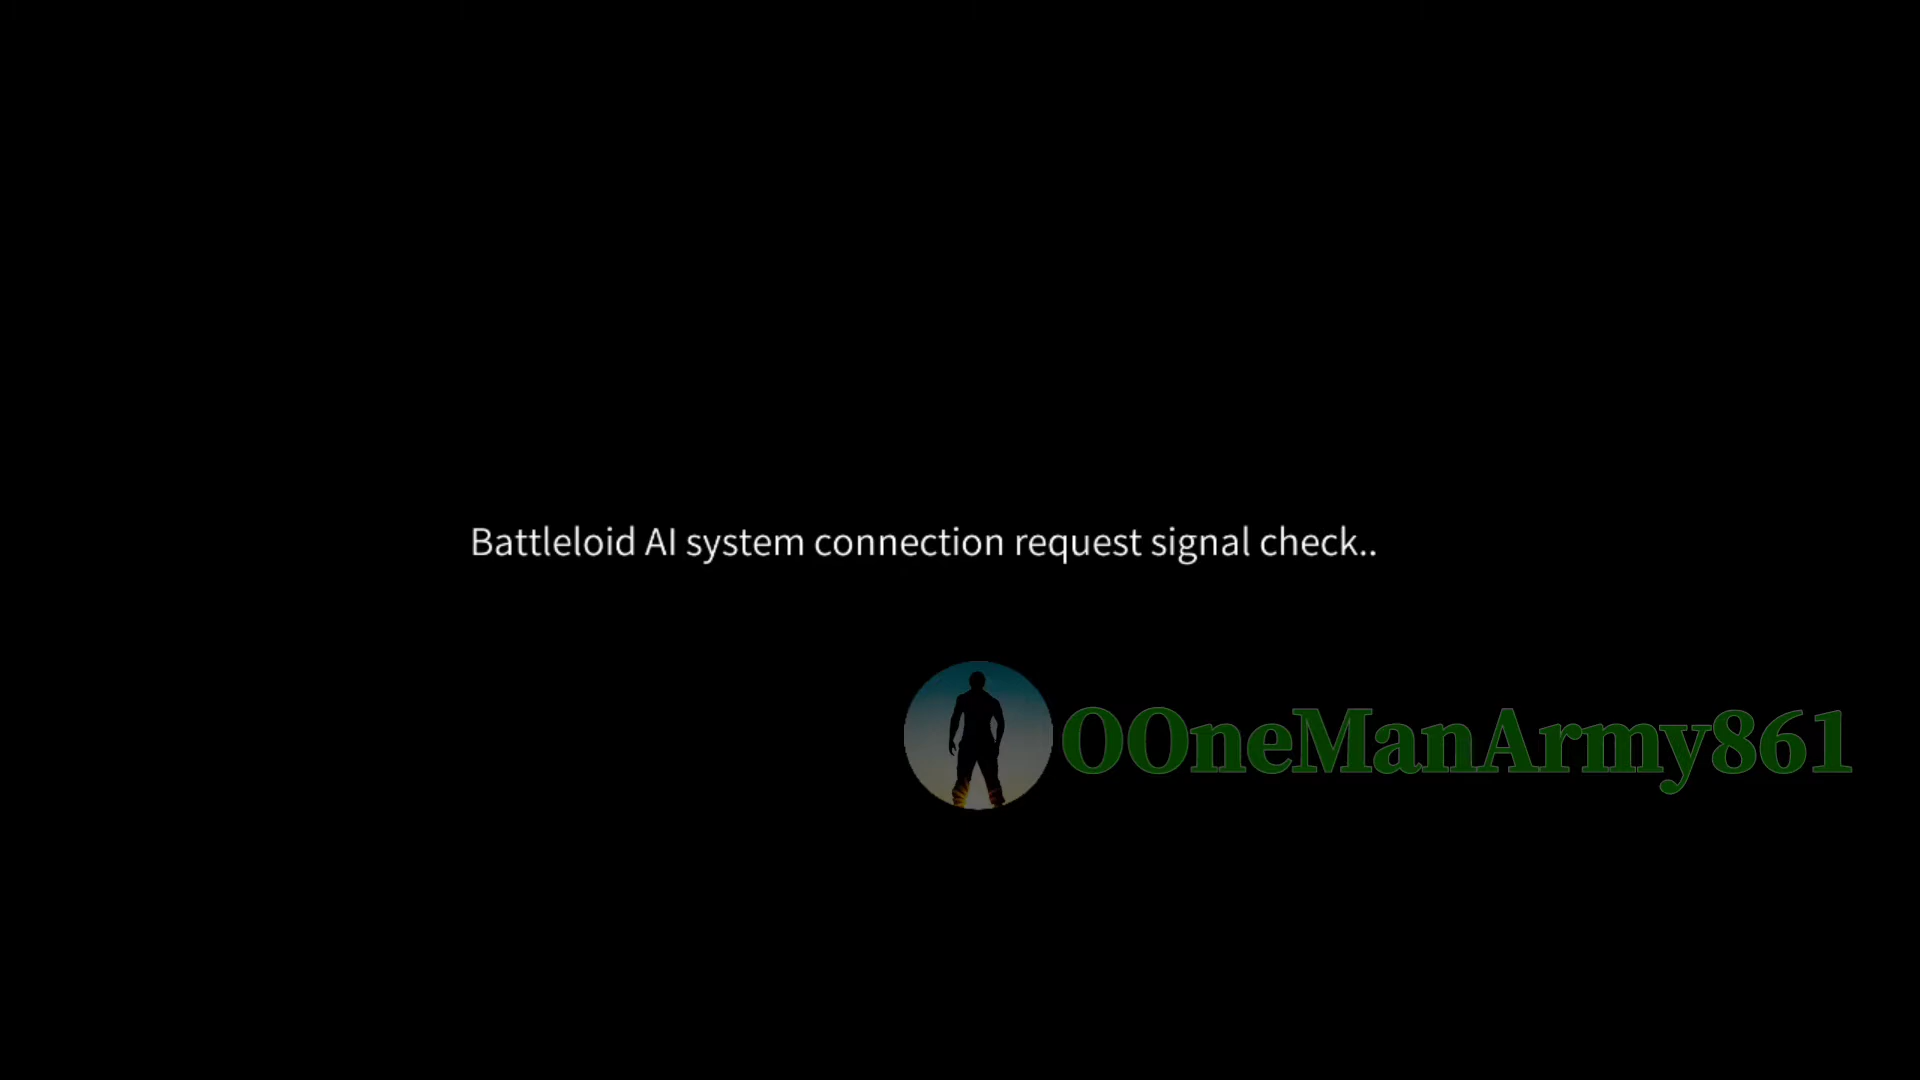 Battleloid AI system connection request signal check..
OOneManArmy861